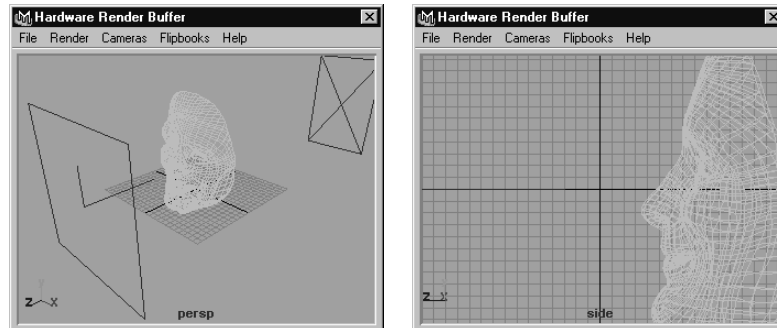 Hardware Render Buffer
File Render Cameras Flipbooks Help
z x
persp
Hardware Render Buffer
File Render Cameras Flipbooks Help
z
side